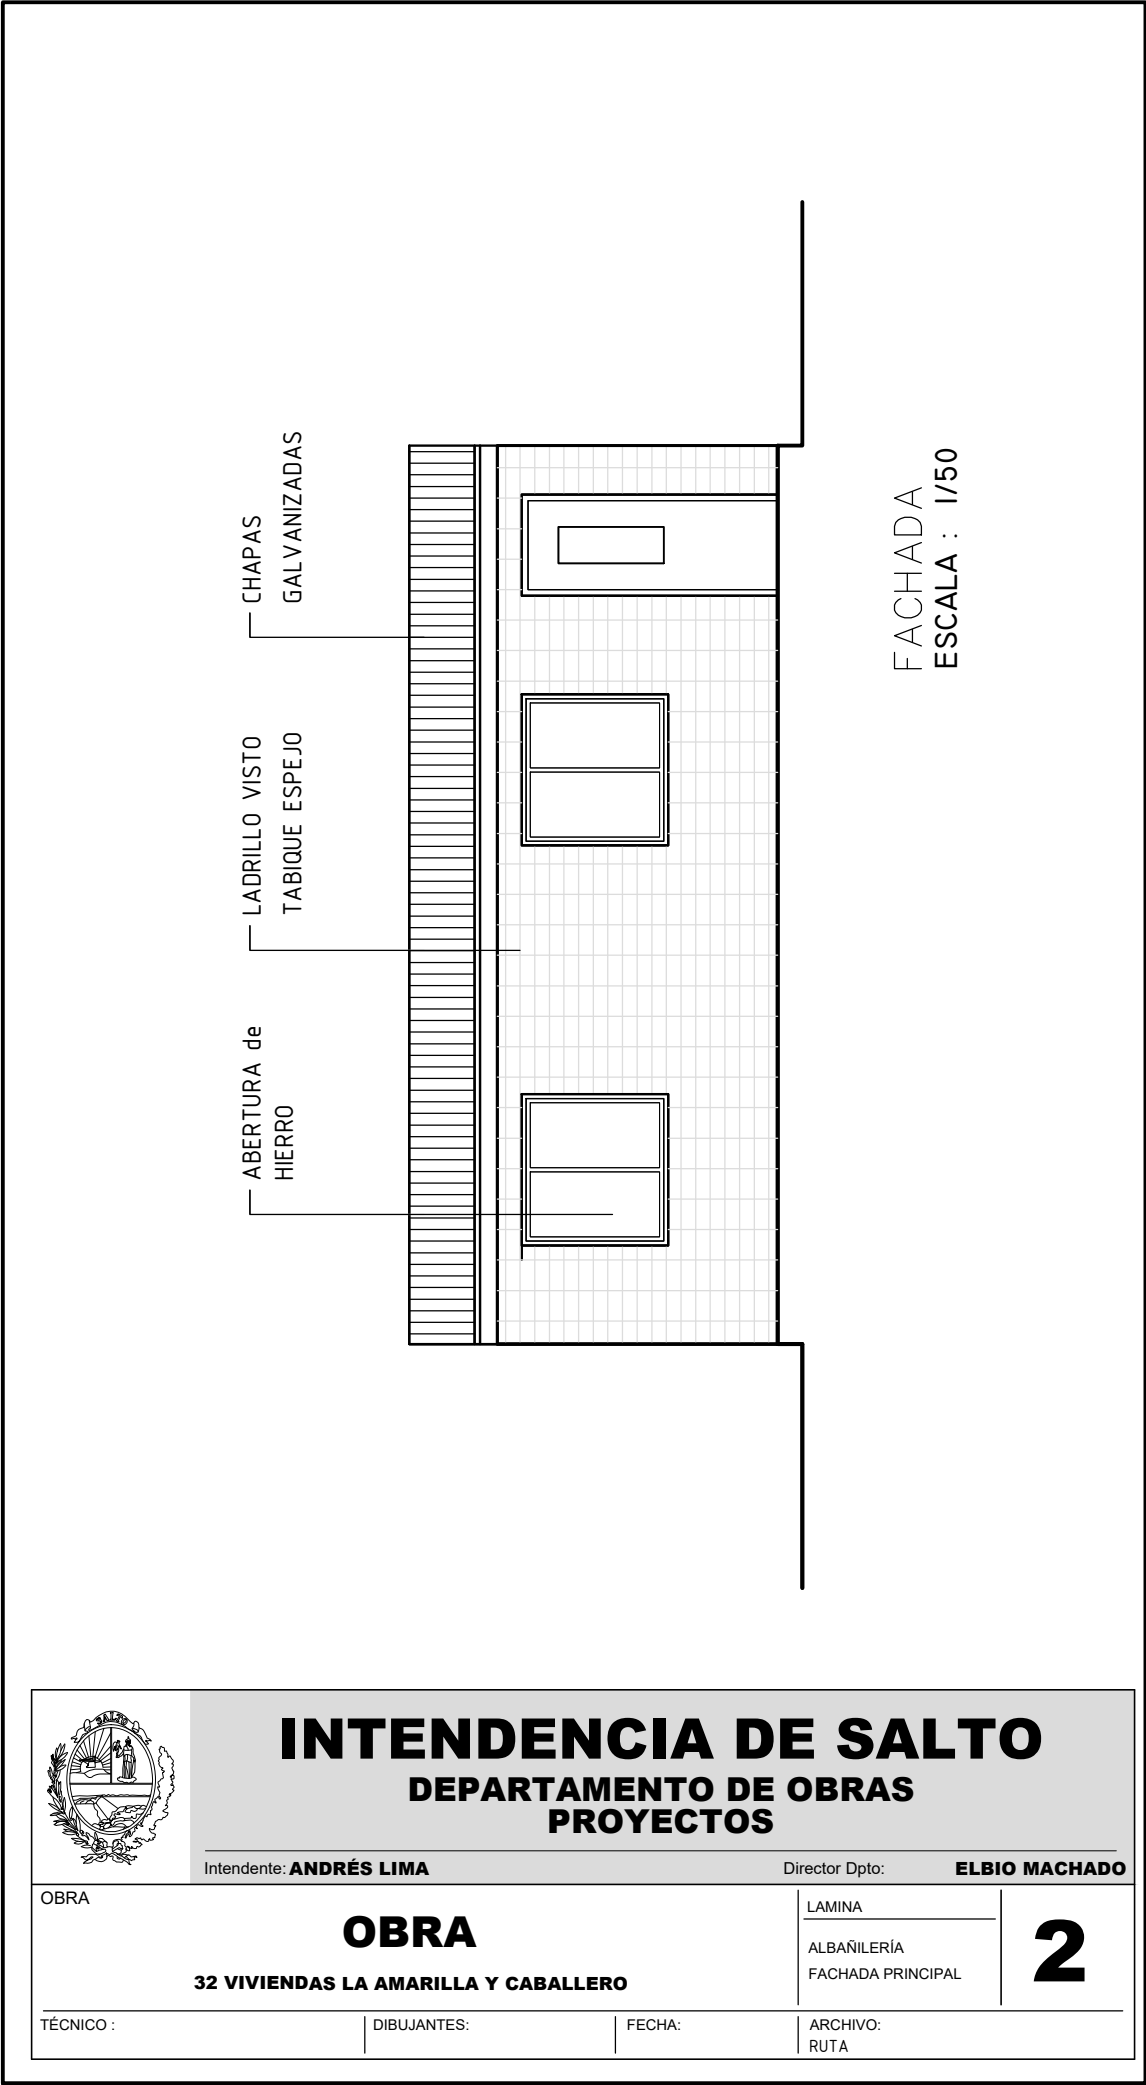 CHAPAS
GALVANIZADAS
LADRILLO VISTO
TABIQUE ESPEJO
ABERTURA de
HIERRO
FACHADA
ESCALA : 1/50
SALTO
INTENDENCIA DE SALTO
DEPARTAMENTO DE OBRAS
PROYECTOS
Intendente: ANDRÉS LIMA
Director Dpto: ELBIO MACHADO
OBRA
OBRA
32 VIVIENDAS LA AMARILLA Y CABALLERO
LAMINA
ALBAÑILERÍA
FACHADA PRINCIPAL
2
TÉCNICO :
DIBUJANTES:
FECHA:
ARCHIVO:
RUTA